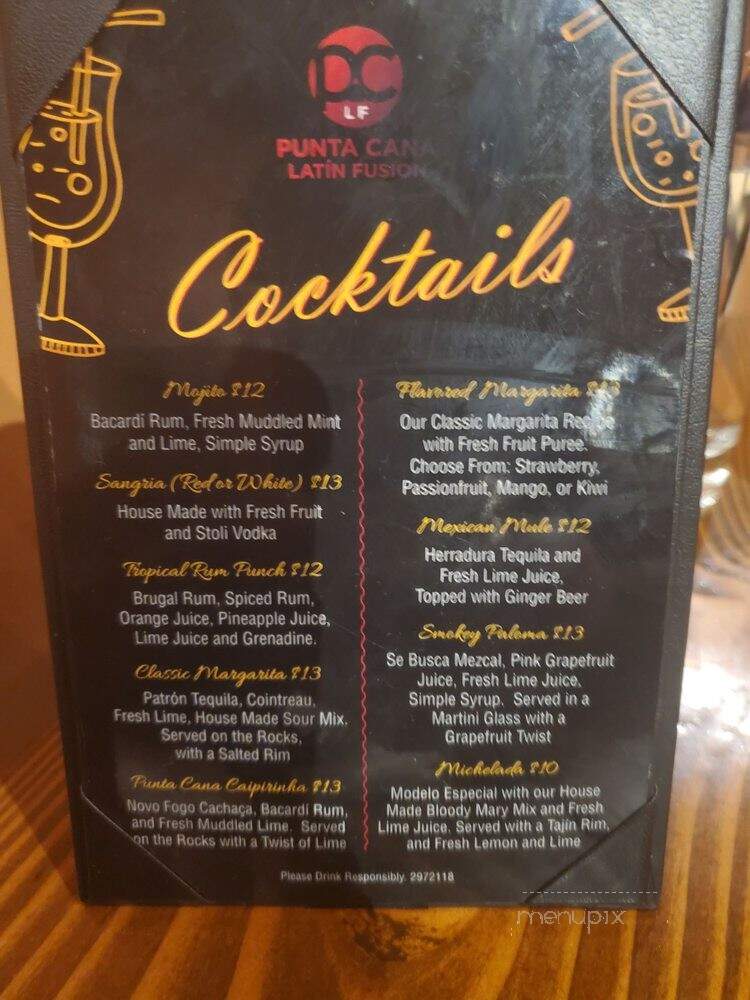 PC
LF
PUNTA CANA
LATÍN FUSION
Cocktails
Mojito $12
Bacardí Rum, Fresh Muddled Mint
and Lime, Simple Syrup
Sangria (Red or White) $13
House Made with Fresh Fruit
and Stoli Vodka
Tropical Rum Punch $12
Brugal Rum, Spiced Rum,
Orange Juice, Pineapple Juice,
Lime Juice and Grenadine.
Classic Margarita $13
Patrón Tequila, Cointreau,
Fresh Lime, House Made Sour Mix.
Served on the Rocks,
with a Salted Rim
Punta Cana Caipirinha $13
Novo Fogo Cachaça, Bacardí Rum,
and Fresh Muddled Lime. Served
on the Rocks with a Twist of Lime
Flavored Margarita
Our Classic Margarita Recipe
with Fresh Fruit Puree.
Choose From: Strawberry,
Passionfruit, Mango, or Kiwi
Mexican Mule $12
Herradura Tequila and
Fresh Lime Juice,
Topped with Ginger Beer
Smokey Paloma $13
Se Busca Mezcal, Pink Grapefruit
Juice, Fresh Lime Juice,
Simple Syrup. Served in a
Martini Glass with a
Grapefruit Twist
Michelada $10
Modelo Especial with our House
Made Bloody Mary Mix and Fresh
Lime Juice. Served with a Tajín Rim,
and Fresh Lemon and Lime
Please Drink Responsibly. 2972118
menupix